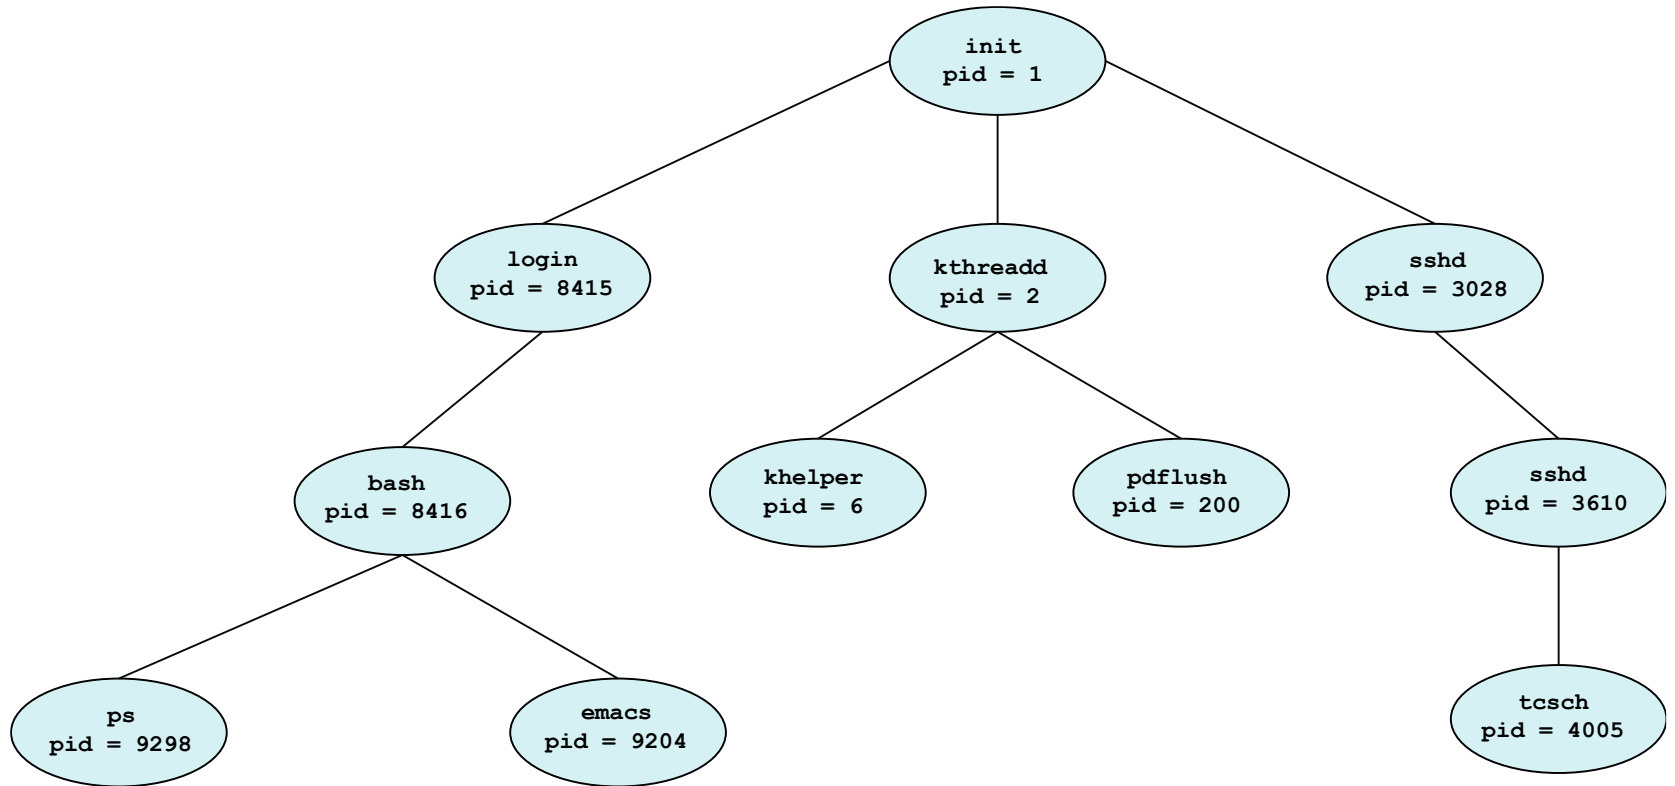 init
pid = 1
login
pid = 8415
kthreadd
pid = 2
sshd
pid = 3028
bash
pid = 8416
khelper
pid = 6
pdflush
pid = 200
sshd
pid = 3610
ps
pid = 9298
emacs
pid = 9204
tcsch
pid = 4005